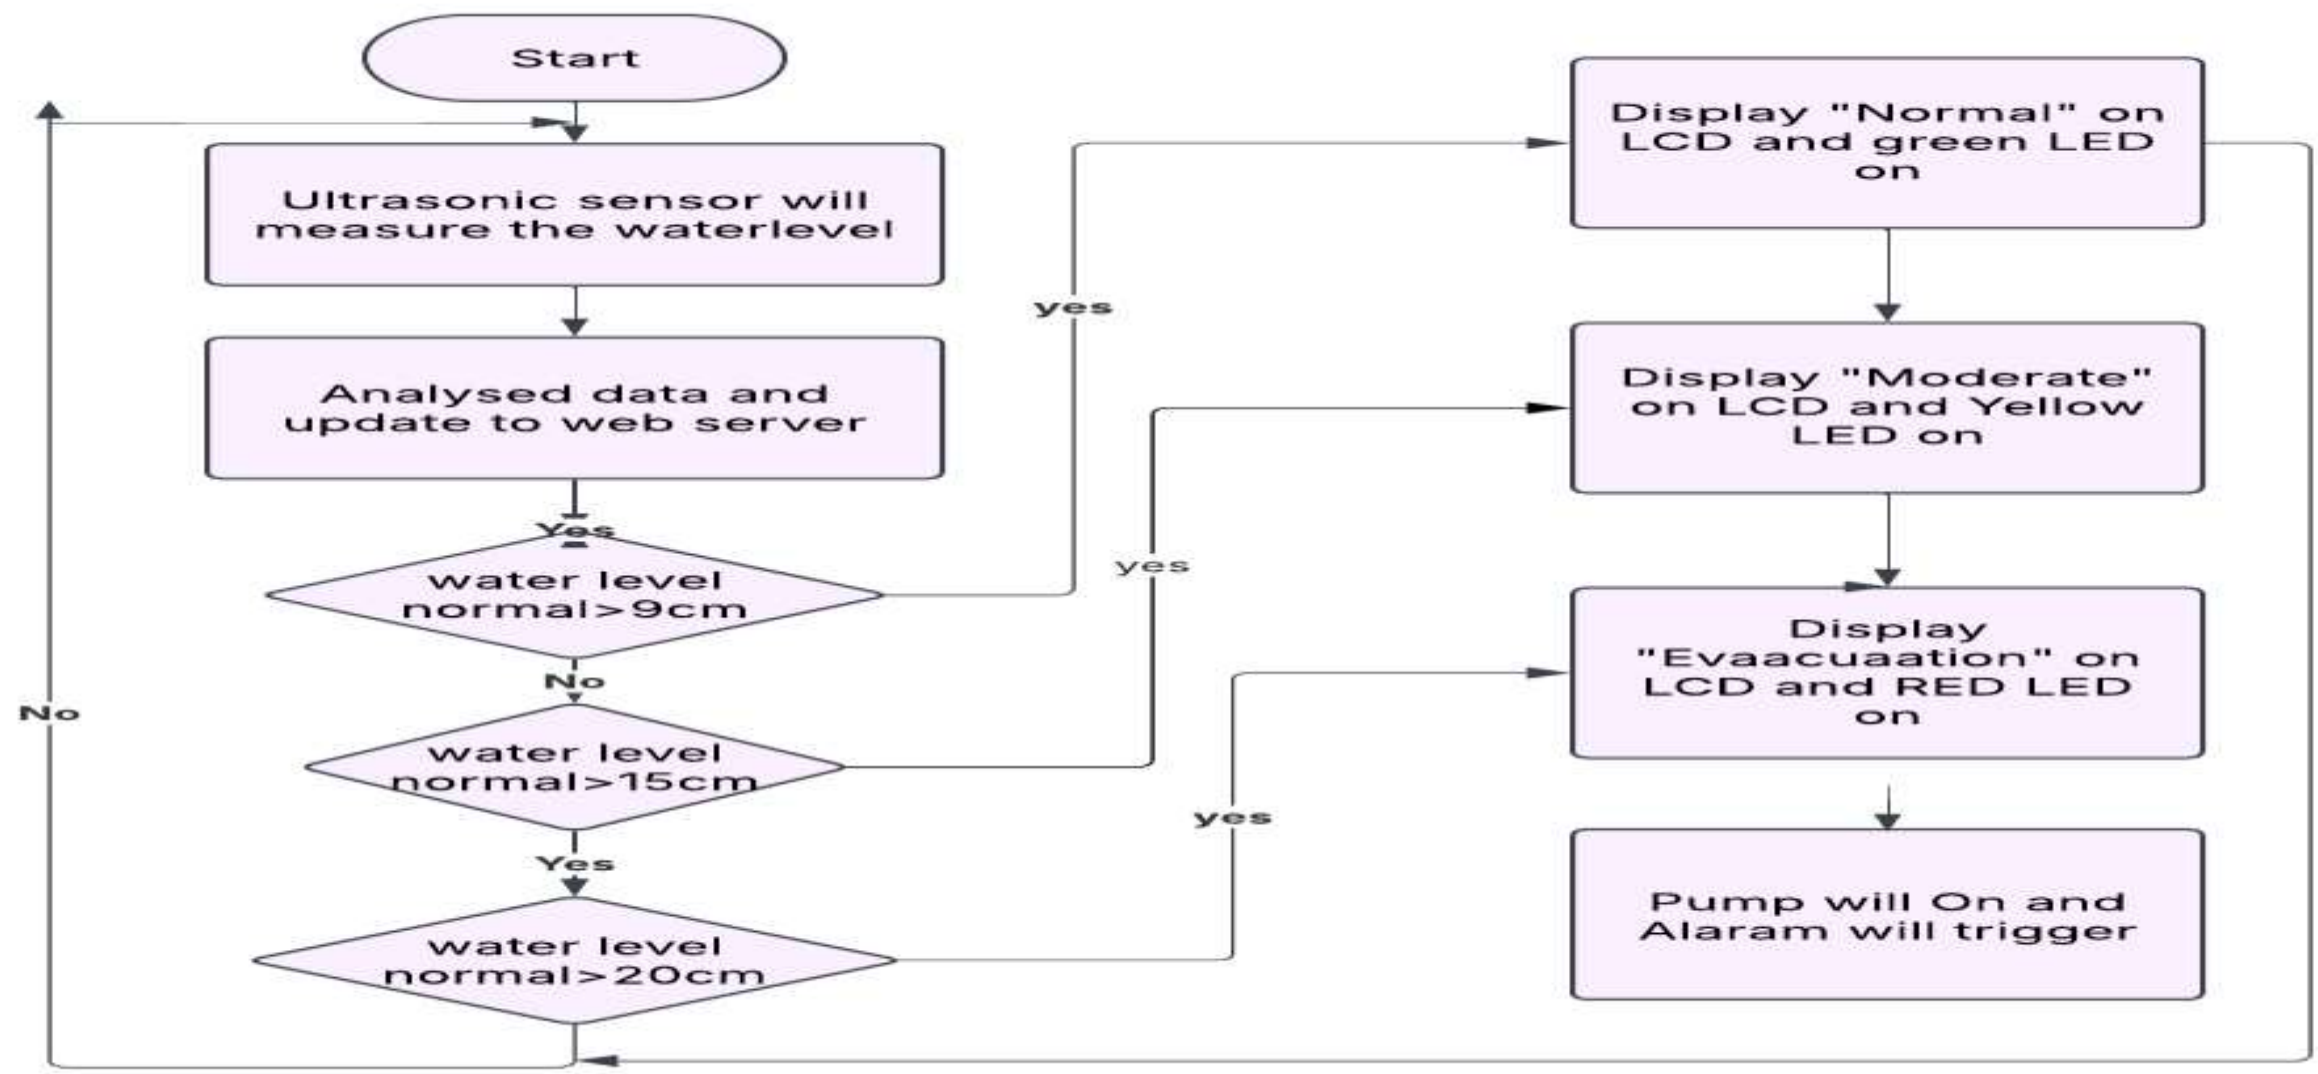 Start
Ultrasonic sensor will
measure the waterlevel
Analysed data and
update to web server
Yes
water level
normal>9cm
No
water level
normal>15cm
Yes
water level
normal>20cm
No
yes
yes
yes
Display "Normal" on
LCD and green LED
on
Display "Moderate"
on LCD and Yellow
LED on
Display
"Evaacuaation" on
LCD and RED LED
on
Pump will On and
Alaram will trigger